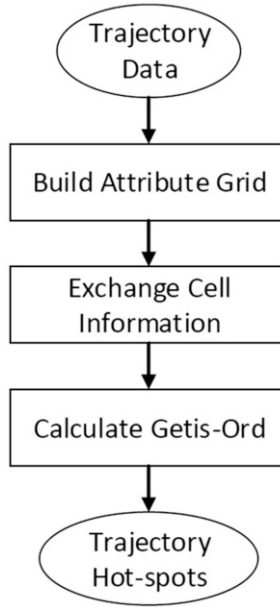 Trajectory
Data
Build Attribute Grid
Exchange Cell
Information
Calculate Getis-Ord
Trajectory
Hot-spots